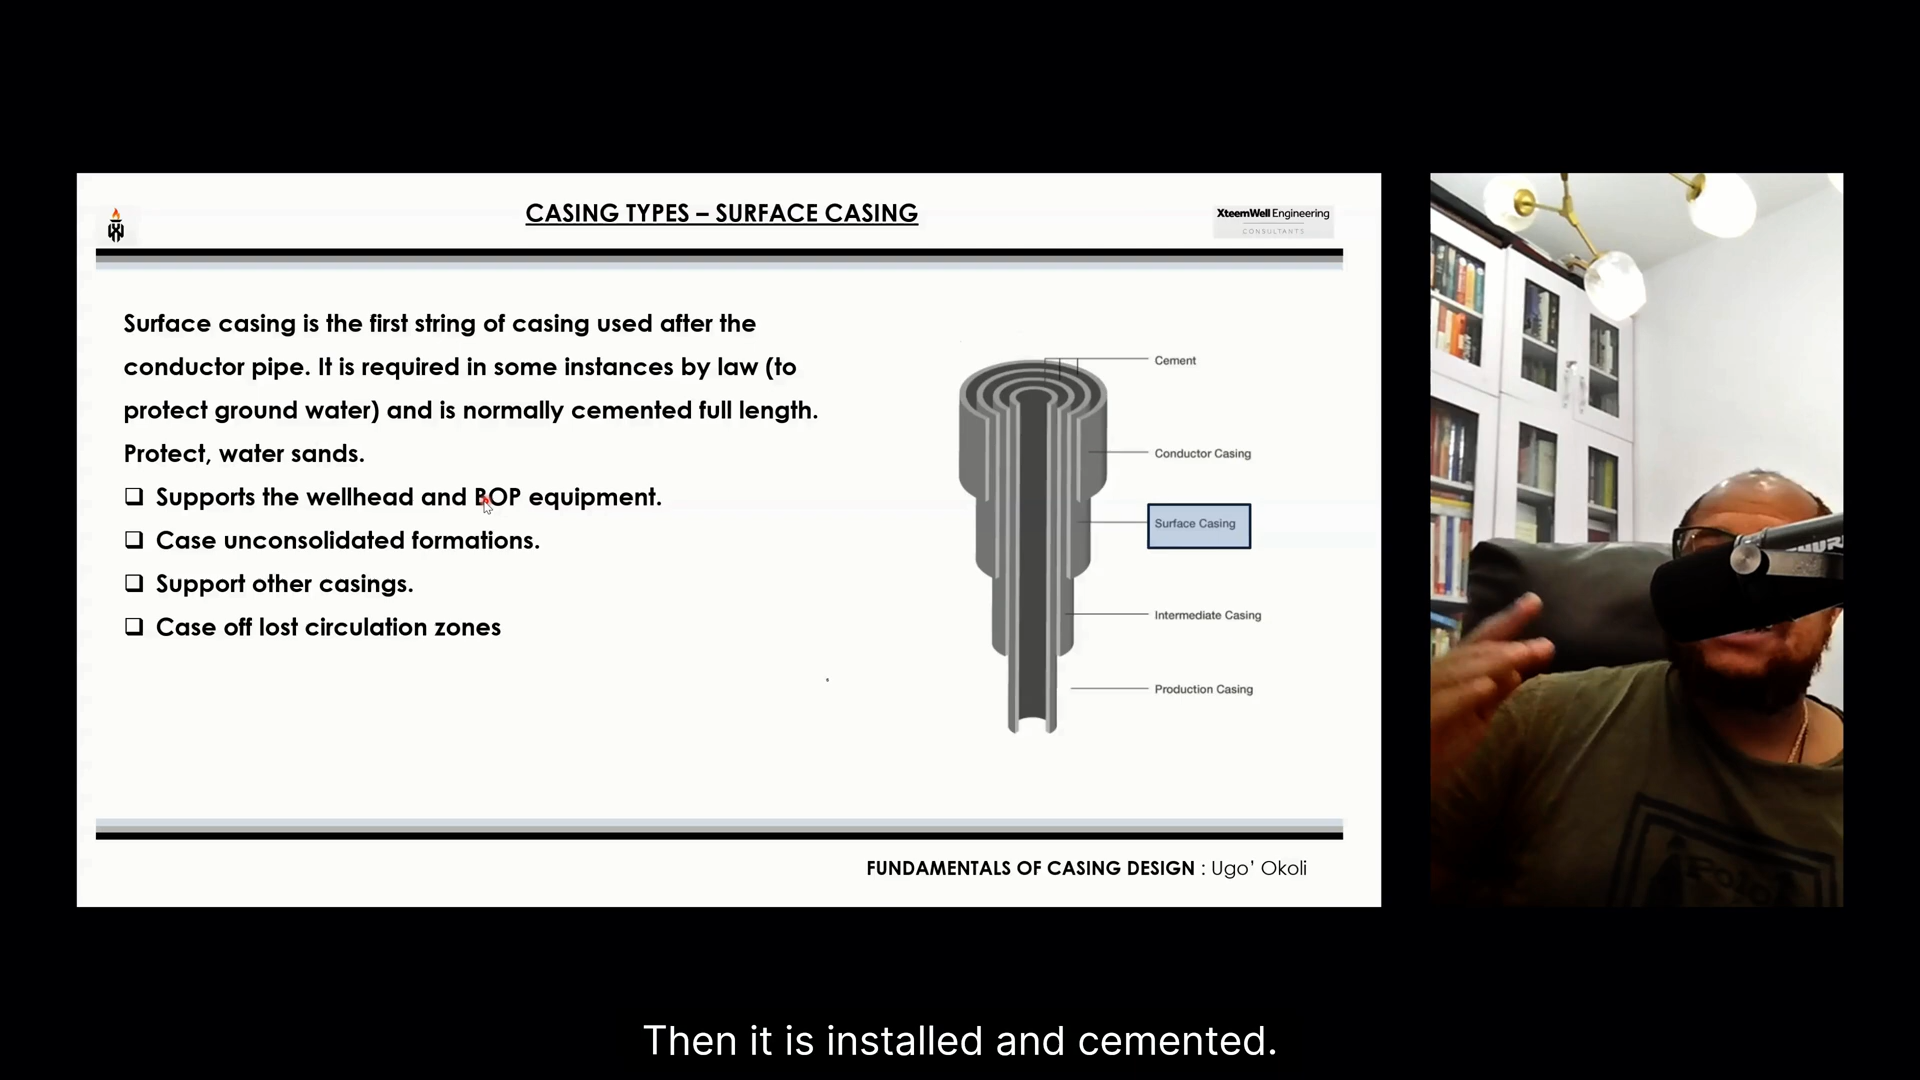 CASING TYPES – SURFACE CASING
XteemWell Engineering
CONSULTANTS
Surface casing is the first string of casing used after the
conductor pipe. It is required in some instances by law (to
protect ground water) and is normally cemented full length.
Protect, water sands.
❑ Supports the wellhead and BOP equipment.
❑ Case unconsolidated formations.
❑ Support other casings.
❑ Case off lost circulation zones
Cement
Conductor Casing
Surface Casing
Intermediate Casing
Production Casing
FUNDAMENTALS OF CASING DESIGN : Ugo’ Okoli
Polo
Then it is installed and cemented.